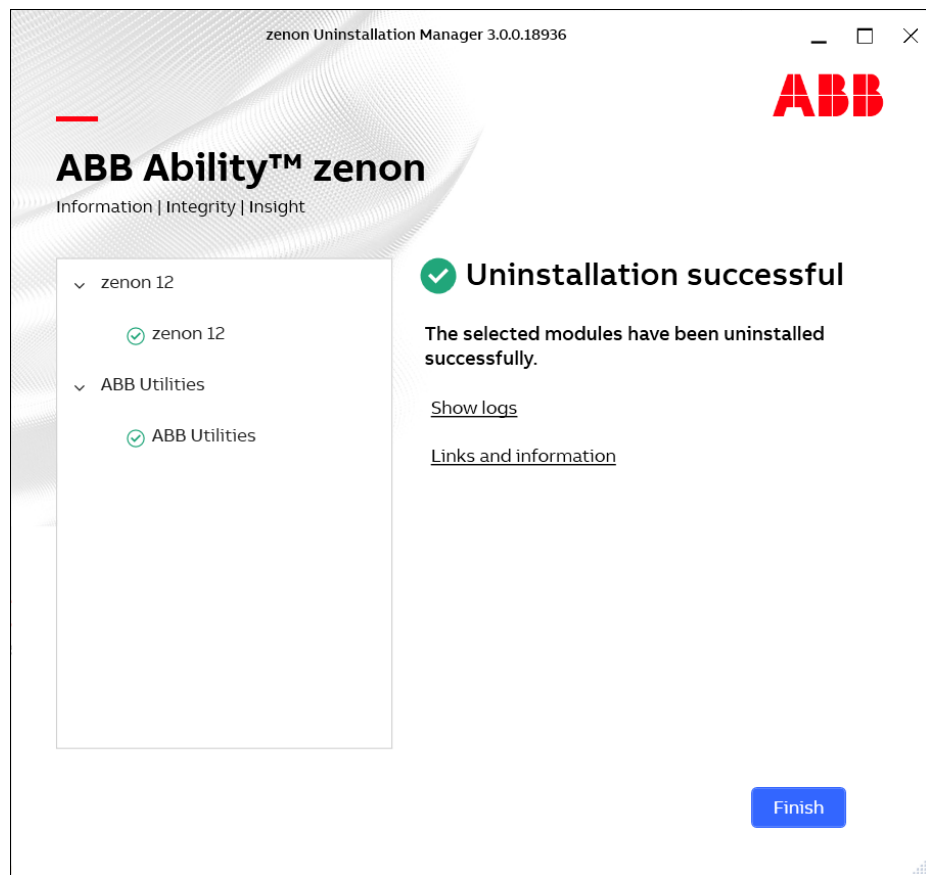 zenon Uninstallation Manager 3.0.0.18936
ABB
ABB Ability™ zenon
Information | Integrity | Insight
zenon 12
zenon 12
ABB Utilities
ABB Utilities
Uninstallation successful
The selected modules have been uninstalled
successfully.
Show logs
Links and information
Finish